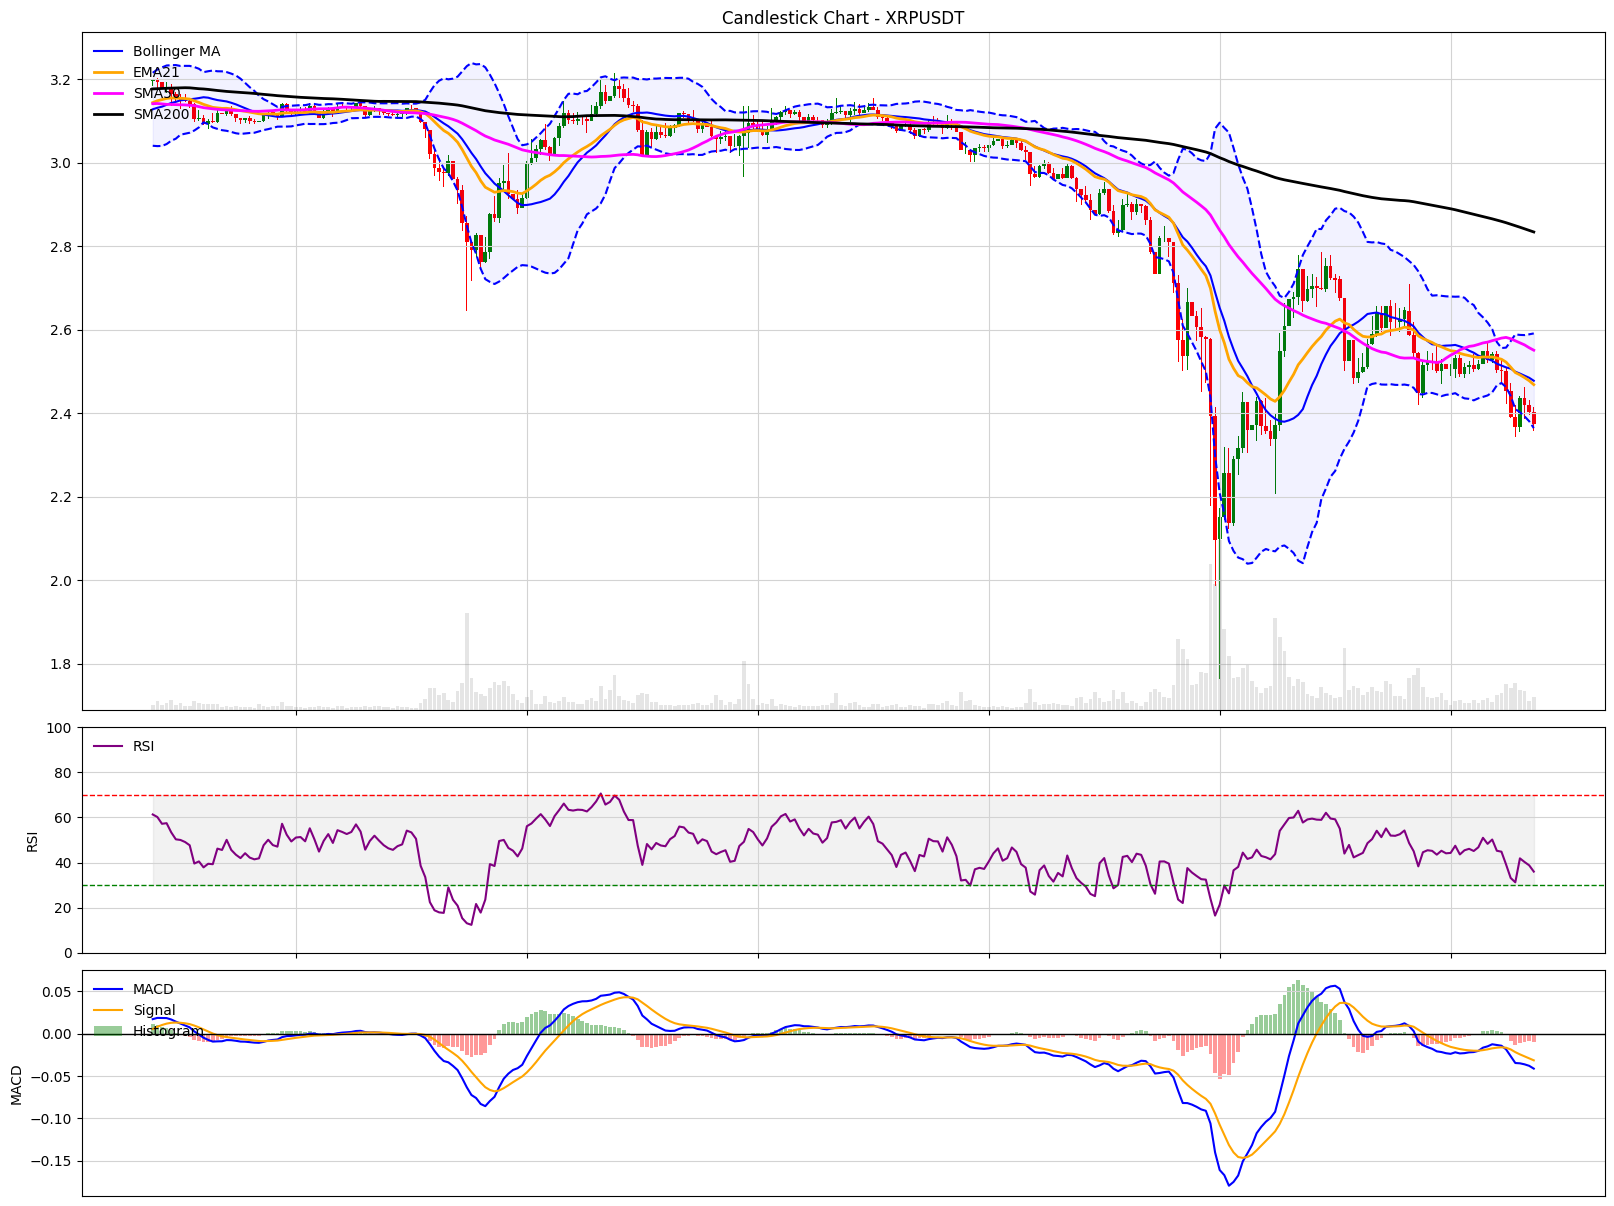 Candlestick Chart - XRPUSDT
Bollinger MA
EMA21
SMA50
SMA200
3.2
3.0
2.8
2.6
2.4
2.2
2.0
1.8
RSI
100
80
60
40
20
0
RSI
MACD
Signal
Histogram
0.05
0.00
−0.05
−0.10
−0.15
MACD